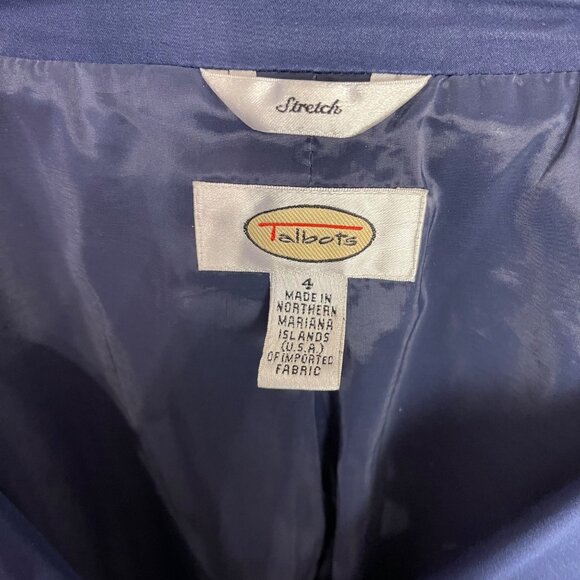 Stretch
Talbots
4
MADE IN
NORTHERN
MARIANA
ISLANDS
(U.S.A.)
OF IMPORTED
FABRIC